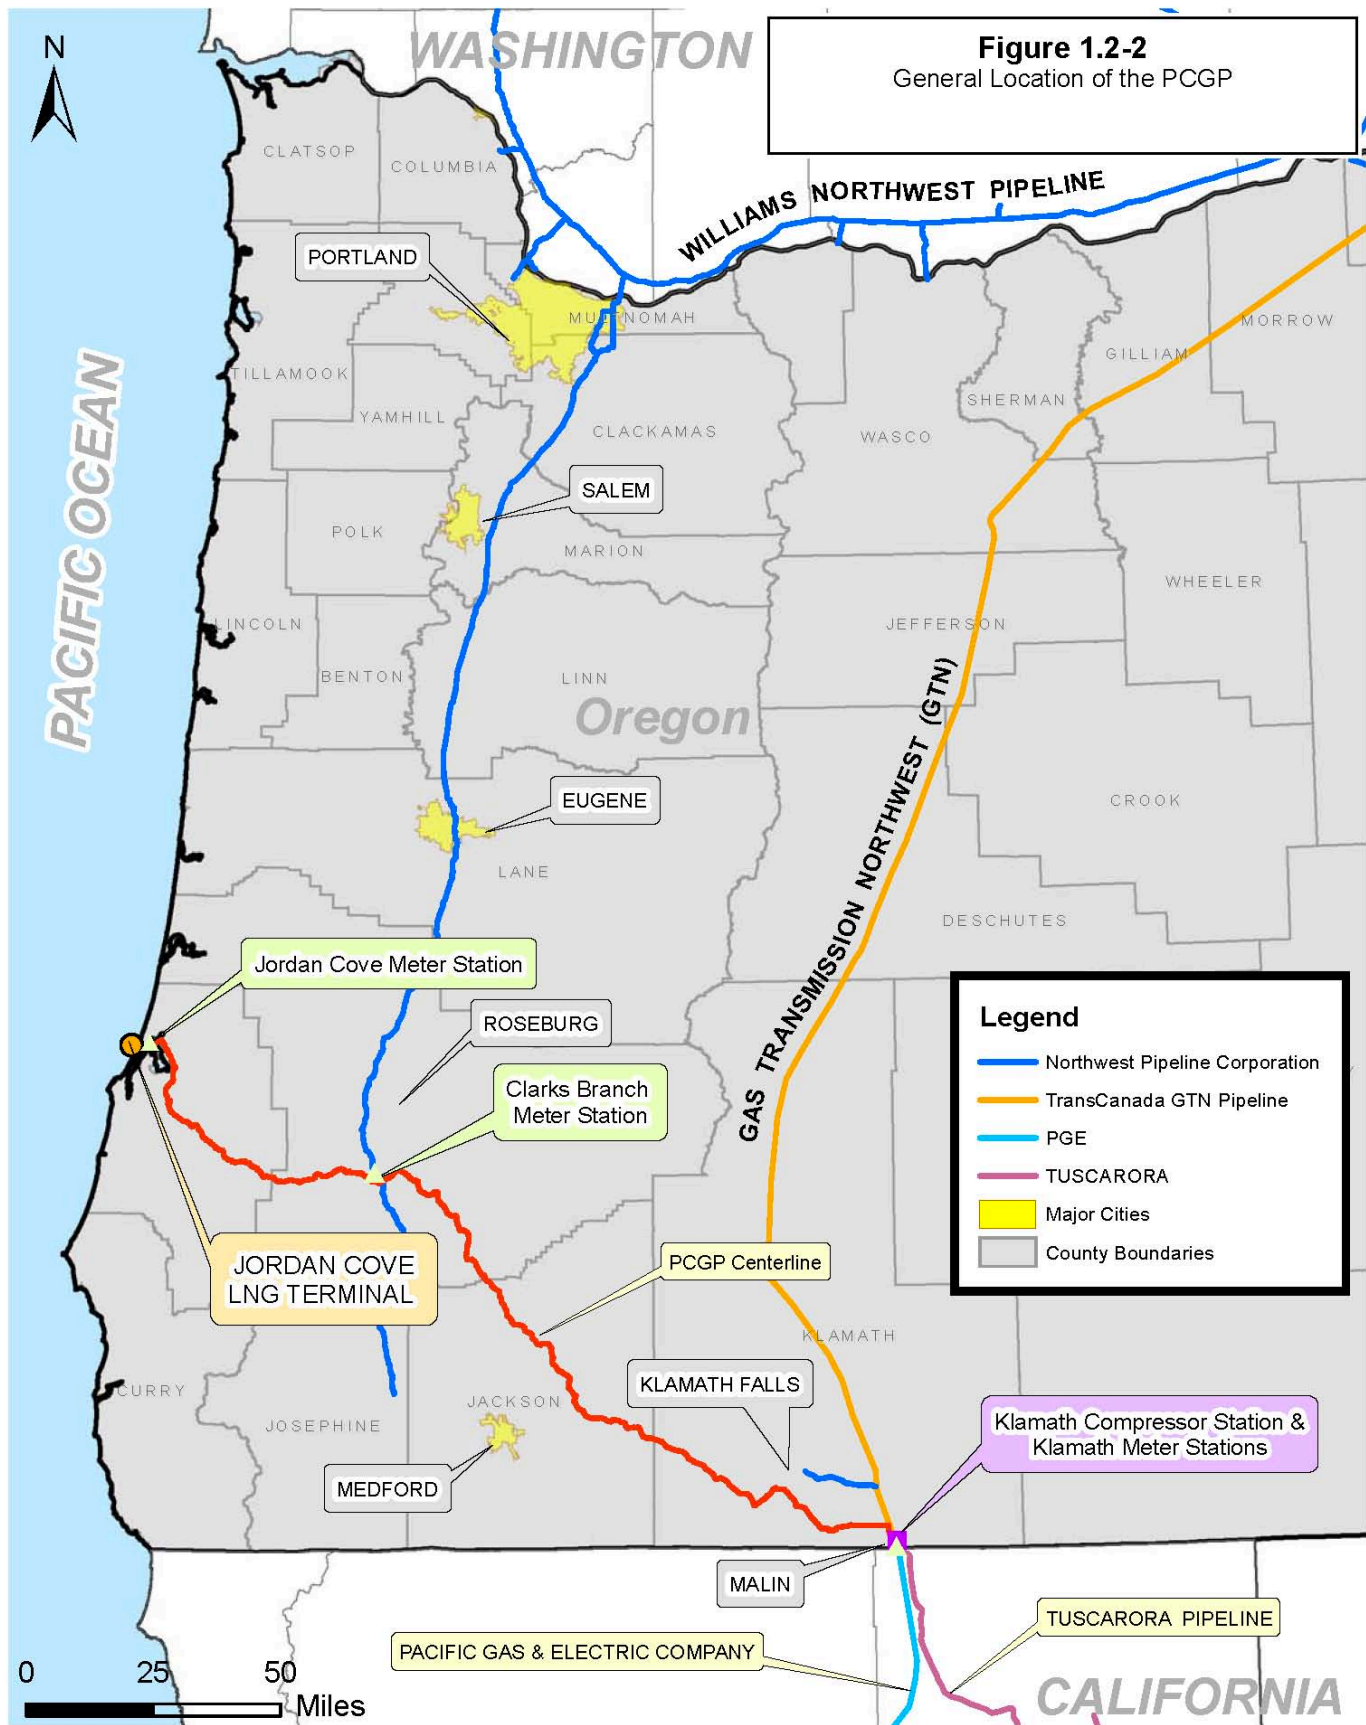 N
WASHINGTON
Figure 1.2-2
General Location of the PCGP
CLATSOP
COLUMBIA
WILLIAMS NORTHWEST PIPELINE
PORTLAND
MULTNOMAH
MORROW
GILLIAM
TILLAMOOK
SHERMAN
YAMHILL
CLACKAMAS
WASCO
PACIFIC OCEAN
SALEM
POLK
MARION
WHEELER
LINCOLN
JEFFERSON
BENTON
LINN
Oregon
GAS TRANSMISSION NORTHWEST (GTN)
EUGENE
CROOK
LANE
DESCHUTES
Jordan Cove Meter Station
ROSEBURG
Clarks Branch
Meter Station
Legend
Northwest Pipeline Corporation
TransCanada GTN Pipeline
PGE
TUSCARORA
Major Cities
County Boundaries
JORDAN COVE
LNG TERMINAL
PCGP Centerline
KLAMATH
KLAMATH FALLS
CURRY
JACKSON
JOSEPHINE
Klamath Compressor Station &
Klamath Meter Stations
MEDFORD
MALIN
TUSCARORA PIPELINE
PACIFIC GAS & ELECTRIC COMPANY
0 25 50
Miles
CALIFORNIA